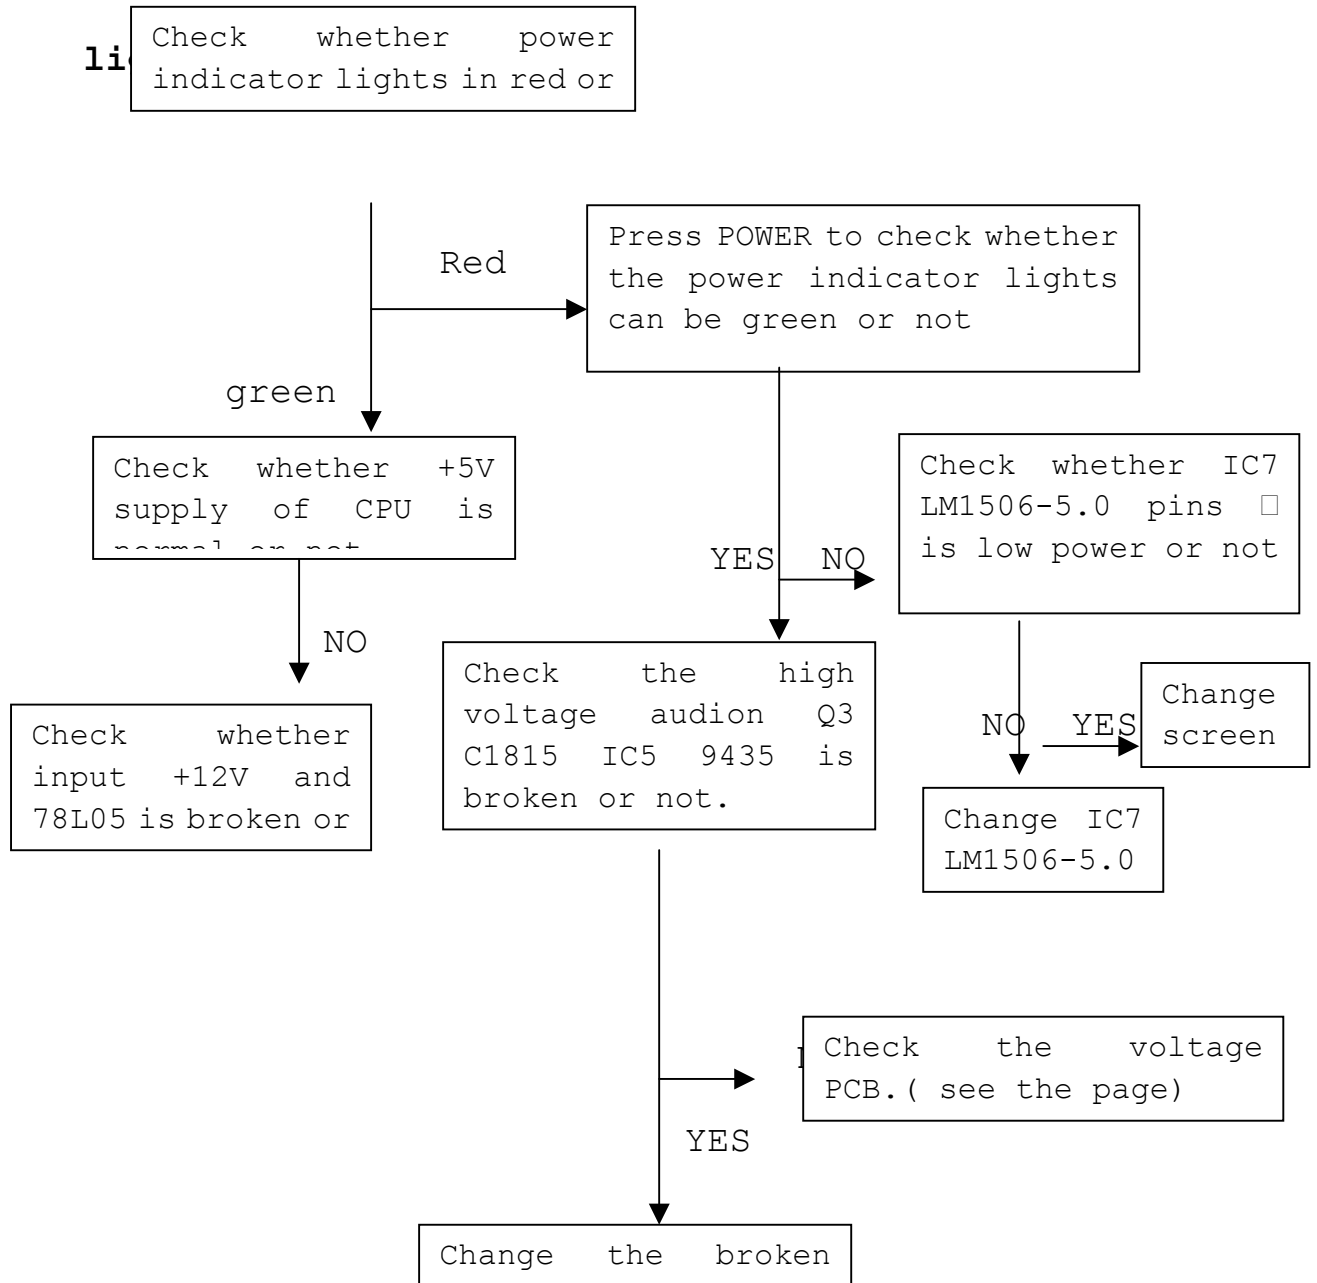 Check whether power
indicator lights in red or
Red
Press POWER to check whether
the power indicator lights
can be green or not
green
Check whether +5V
supply of CPU is
normal or not
Check whether IC7
LM1506-5.0 pins □
is low power or not
YES NO
NO
Check the high
voltage audion Q3
C1815 IC5 9435 is
broken or not.
Change
screen
NO YES
Check whether
input +12V and
78L05 is broken or
Change IC7
LM1506-5.0
Check the voltage
PCB.( see the page)
YES
Change the broken